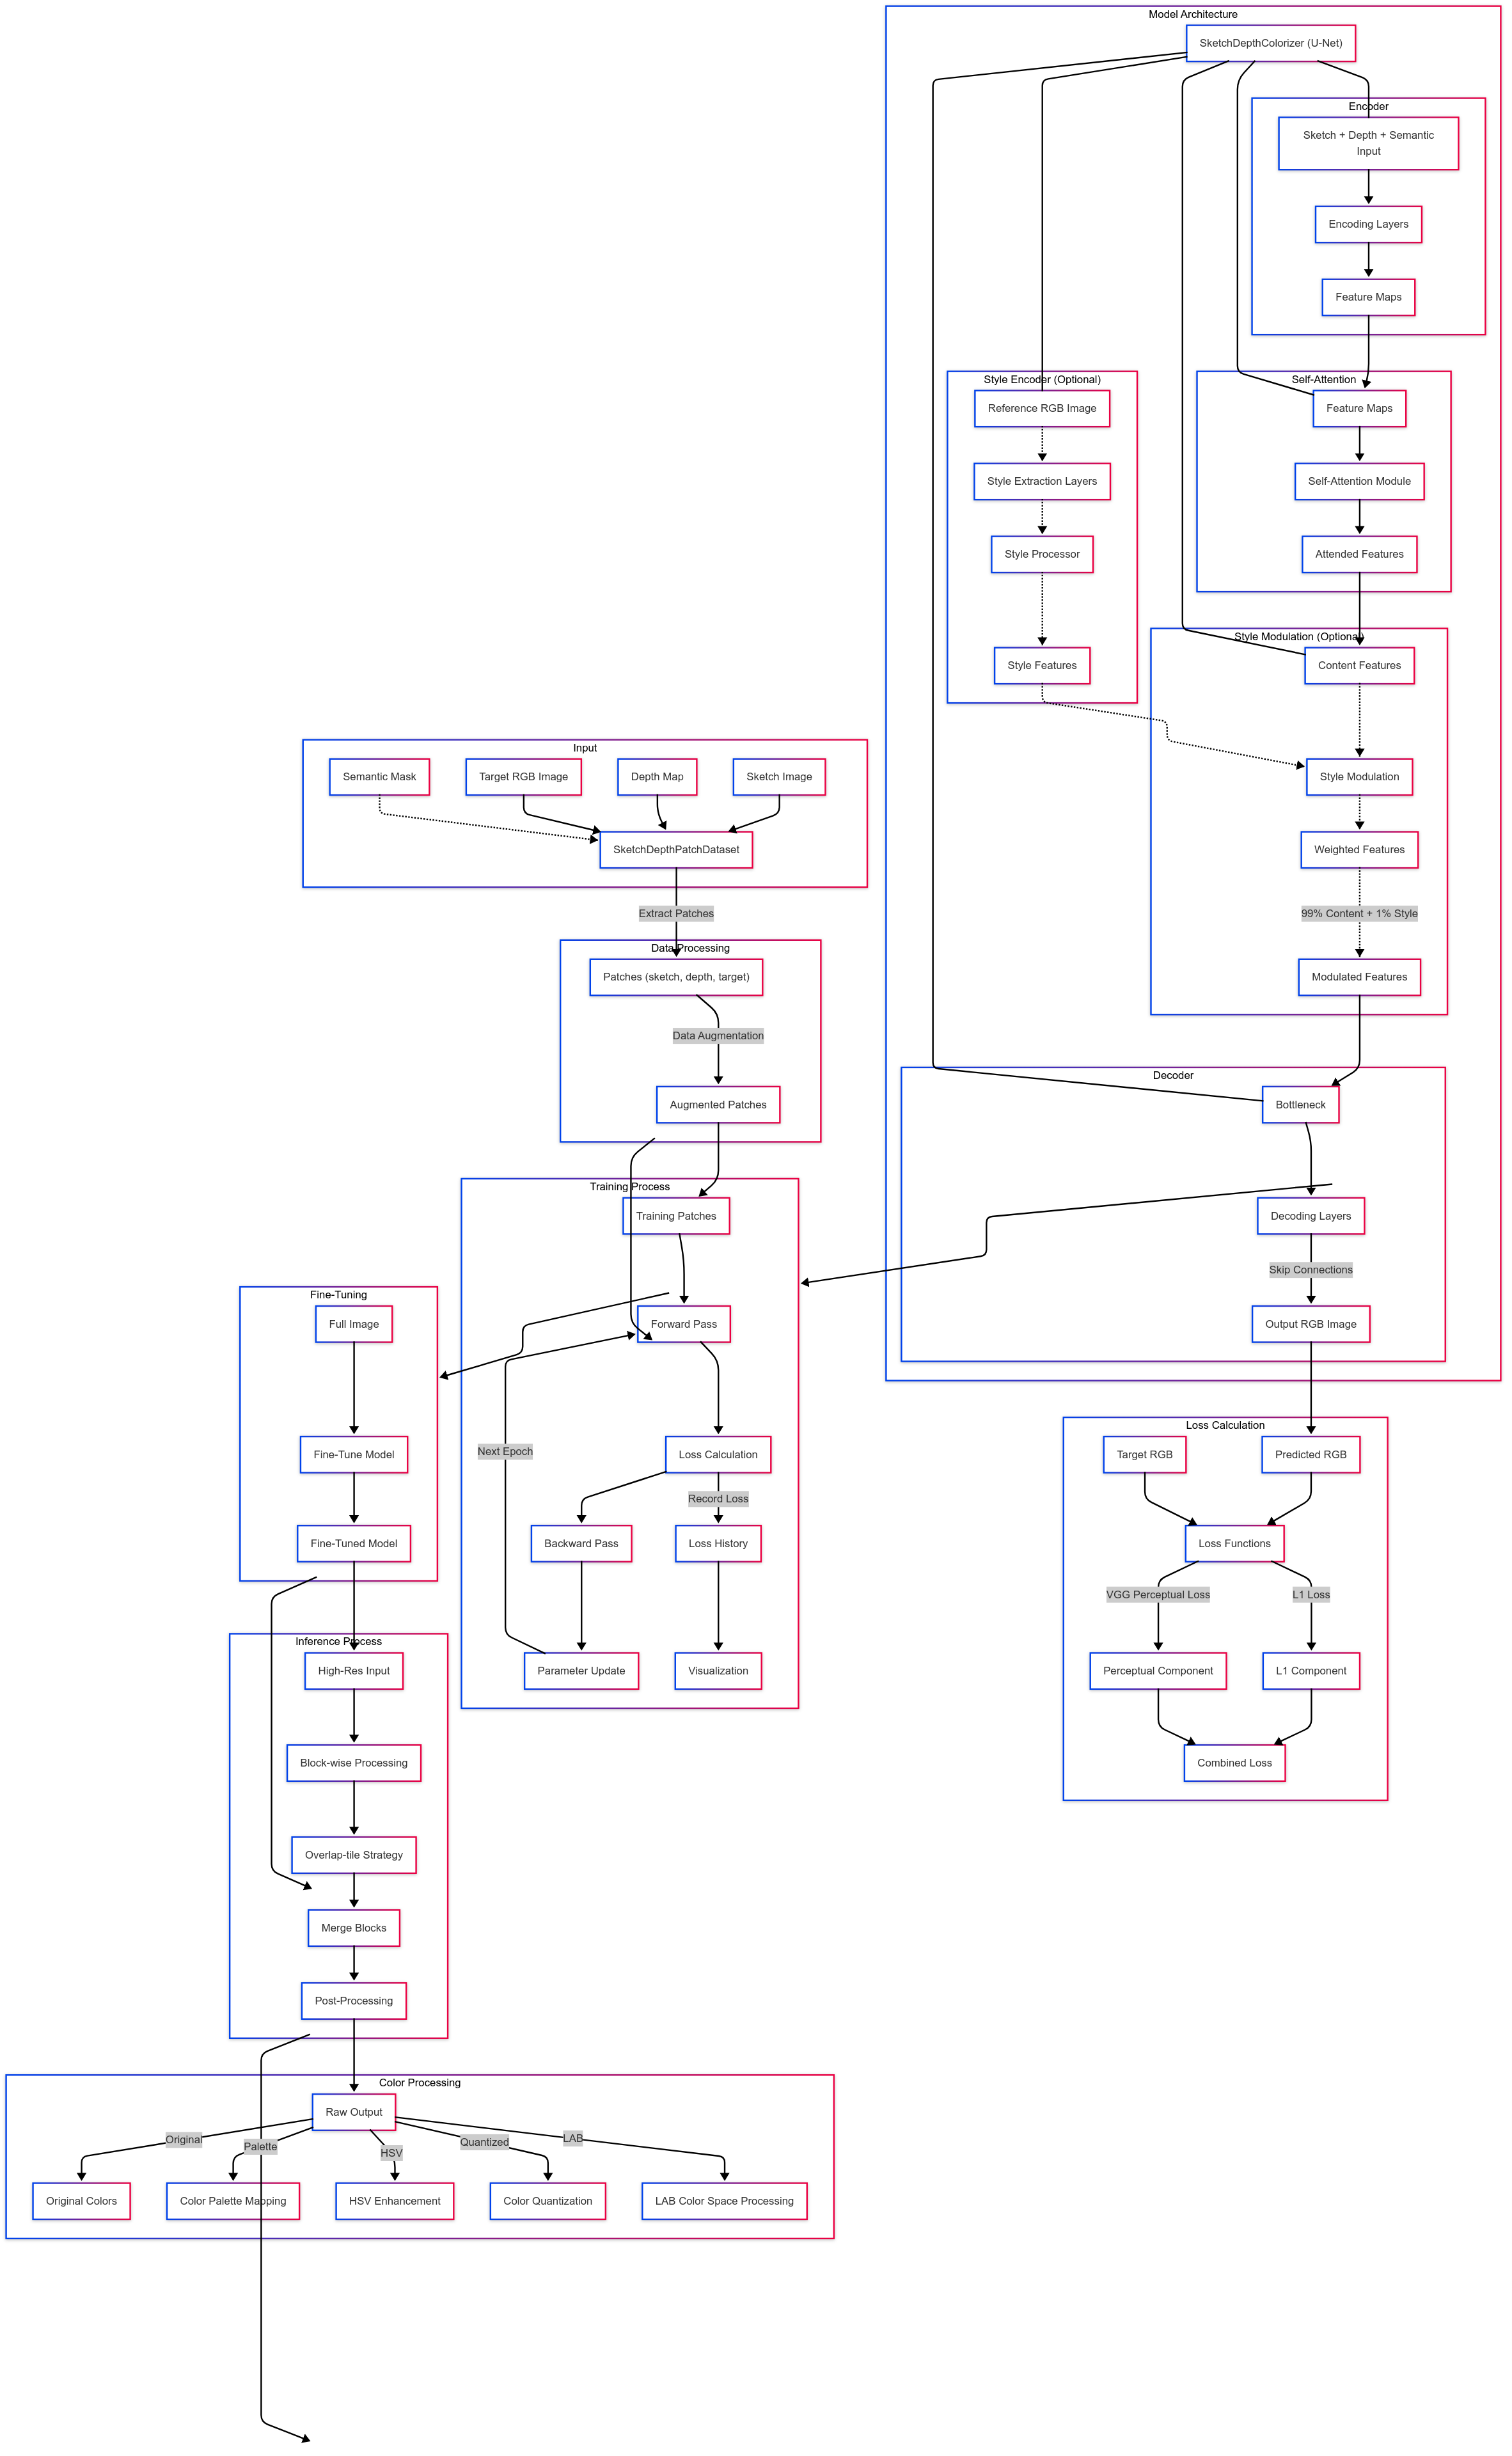 Model Architecture
SketchDepthColorizer (U-Net)
Encoder
Sketch + Depth + Semantic
Input
Encoding Layers
Feature Maps
Style Encoder (Optional)
Reference RGB Image
Style Extraction Layers
Style Processor
Style Features
Self-Attention
Feature Maps
Self-Attention Module
Attended Features
Style Modulation (Optional)
Content Features
Style Modulation
Weighted Features
99% Content + 1% Style
Modulated Features
Input
Semantic Mask
Target RGB Image
Depth Map
Sketch Image
SketchDepthPatchDataset
Extract Patches
Data Processing
Patches (sketch, depth, target)
Data Augmentation
Augmented Patches
Decoder
Bottleneck
Decoding Layers
Skip Connections
Output RGB Image
Training Process
Training Patches
Forward Pass
Next Epoch
Loss Calculation
Record Loss
Backward Pass
Loss History
Parameter Update
Visualization
Fine-Tuning
Full Image
Fine-Tune Model
Fine-Tuned Model
Loss Calculation
Target RGB
Predicted RGB
Loss Functions
VGG Perceptual Loss
L1 Loss
Perceptual Component
L1 Component
Combined Loss
Inference Process
High-Res Input
Block-wise Processing
Overlap-tile Strategy
Merge Blocks
Post-Processing
Color Processing
Raw Output
Original
Palette
HSV
Quantized
LAB
Original Colors
Color Palette Mapping
HSV Enhancement
Color Quantization
LAB Color Space Processing